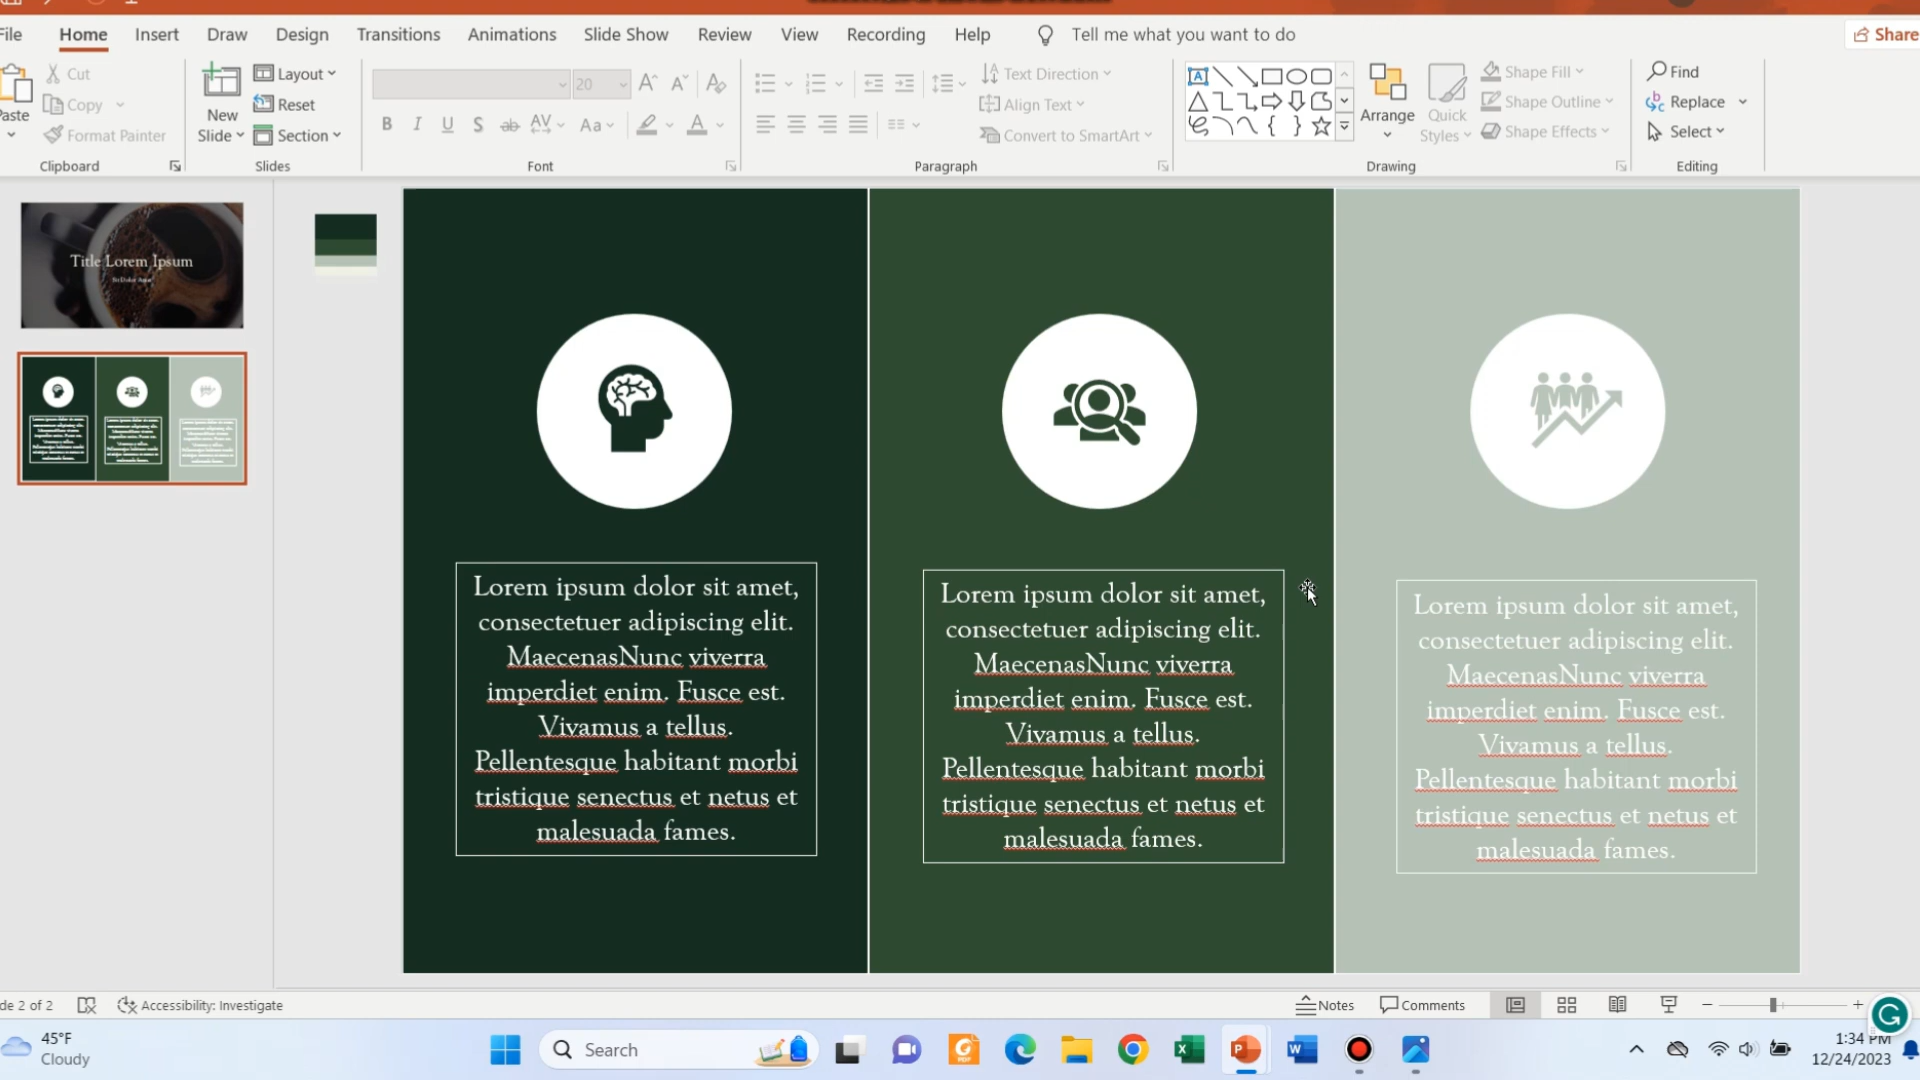 File Home Insert Draw Design Transitions Animations Slide Show Review View Recording Help Tell me what you want to do Share
Paste
Cut
Copy
Format Painter
Clipboard
New
Slide
Layout
Reset
Section
Slides
20
B I U S ab AV Aa A
Font
Text Direction
Align Text
Convert to SmartArt
Paragraph
Arrange
Quick
Styles
Shape Fill
Shape Outline
Shape Effects
Drawing
Find
Replace
Select
Editing
Title Lorem Ipsum
Sit Dolor Amet
Lorem ipsum dolor sit amet,
consectetuer adipiscing elit.
MaecenasNunc viverra
imperdiet enim. Fusce est.
Vivamus a tellus.
Pellentesque habitant morbi
tristique senectus et netus et
malesuada fames.
Lorem ipsum dolor sit amet,
consectetuer adipiscing elit.
MaecenasNunc viverra
imperdiet enim. Fusce est.
Vivamus a tellus.
Pellentesque habitant morbi
tristique senectus et netus et
malesuada fames.
Lorem ipsum dolor sit amet,
consectetuer adipiscing elit.
MaecenasNunc viverra
imperdiet enim. Fusce est.
Vivamus a tellus.
Pellentesque habitant morbi
tristique senectus et netus et
malesuada fames.
de 2 of 2 Accessibility: Investigate Notes Comments
45°F
Cloudy
Search
1:34 PM
12/24/2023